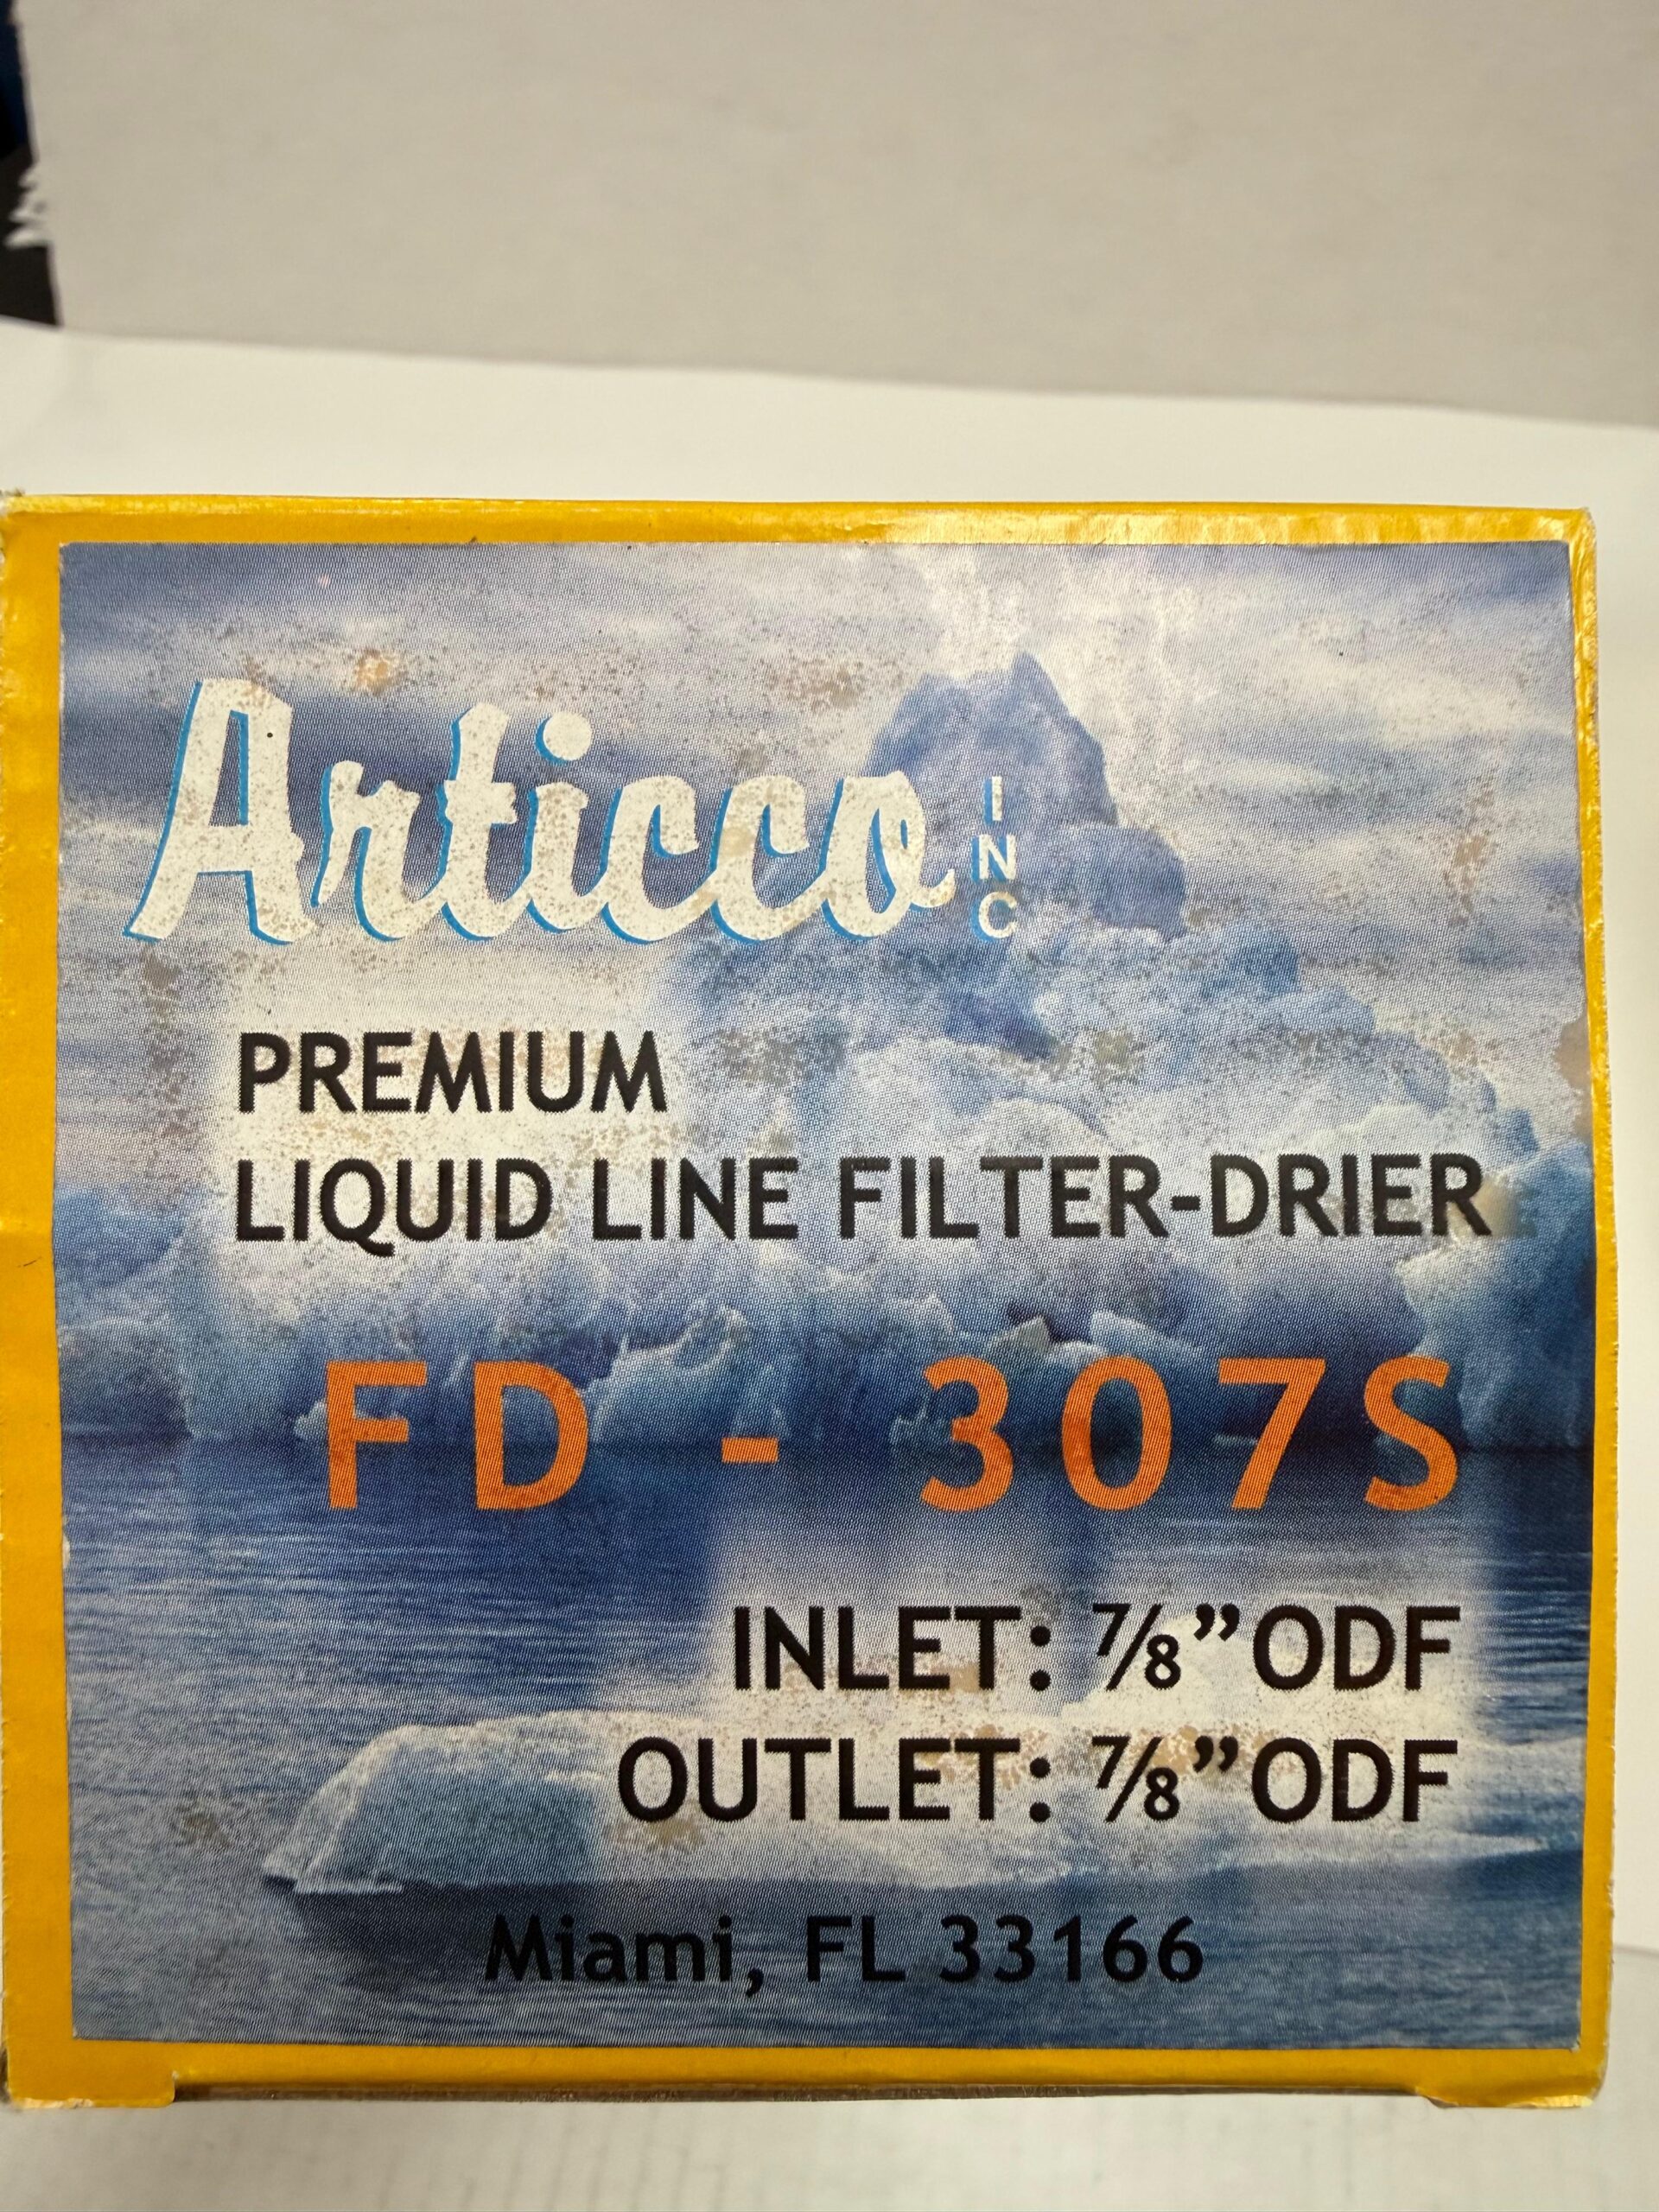 Articco INC
PREMIUM
LIQUID LINE FILTER-DRIER
FD - 307S
INLET: ⅞”ODF
OUTLET: ⅞”ODF
Miami, FL 33166